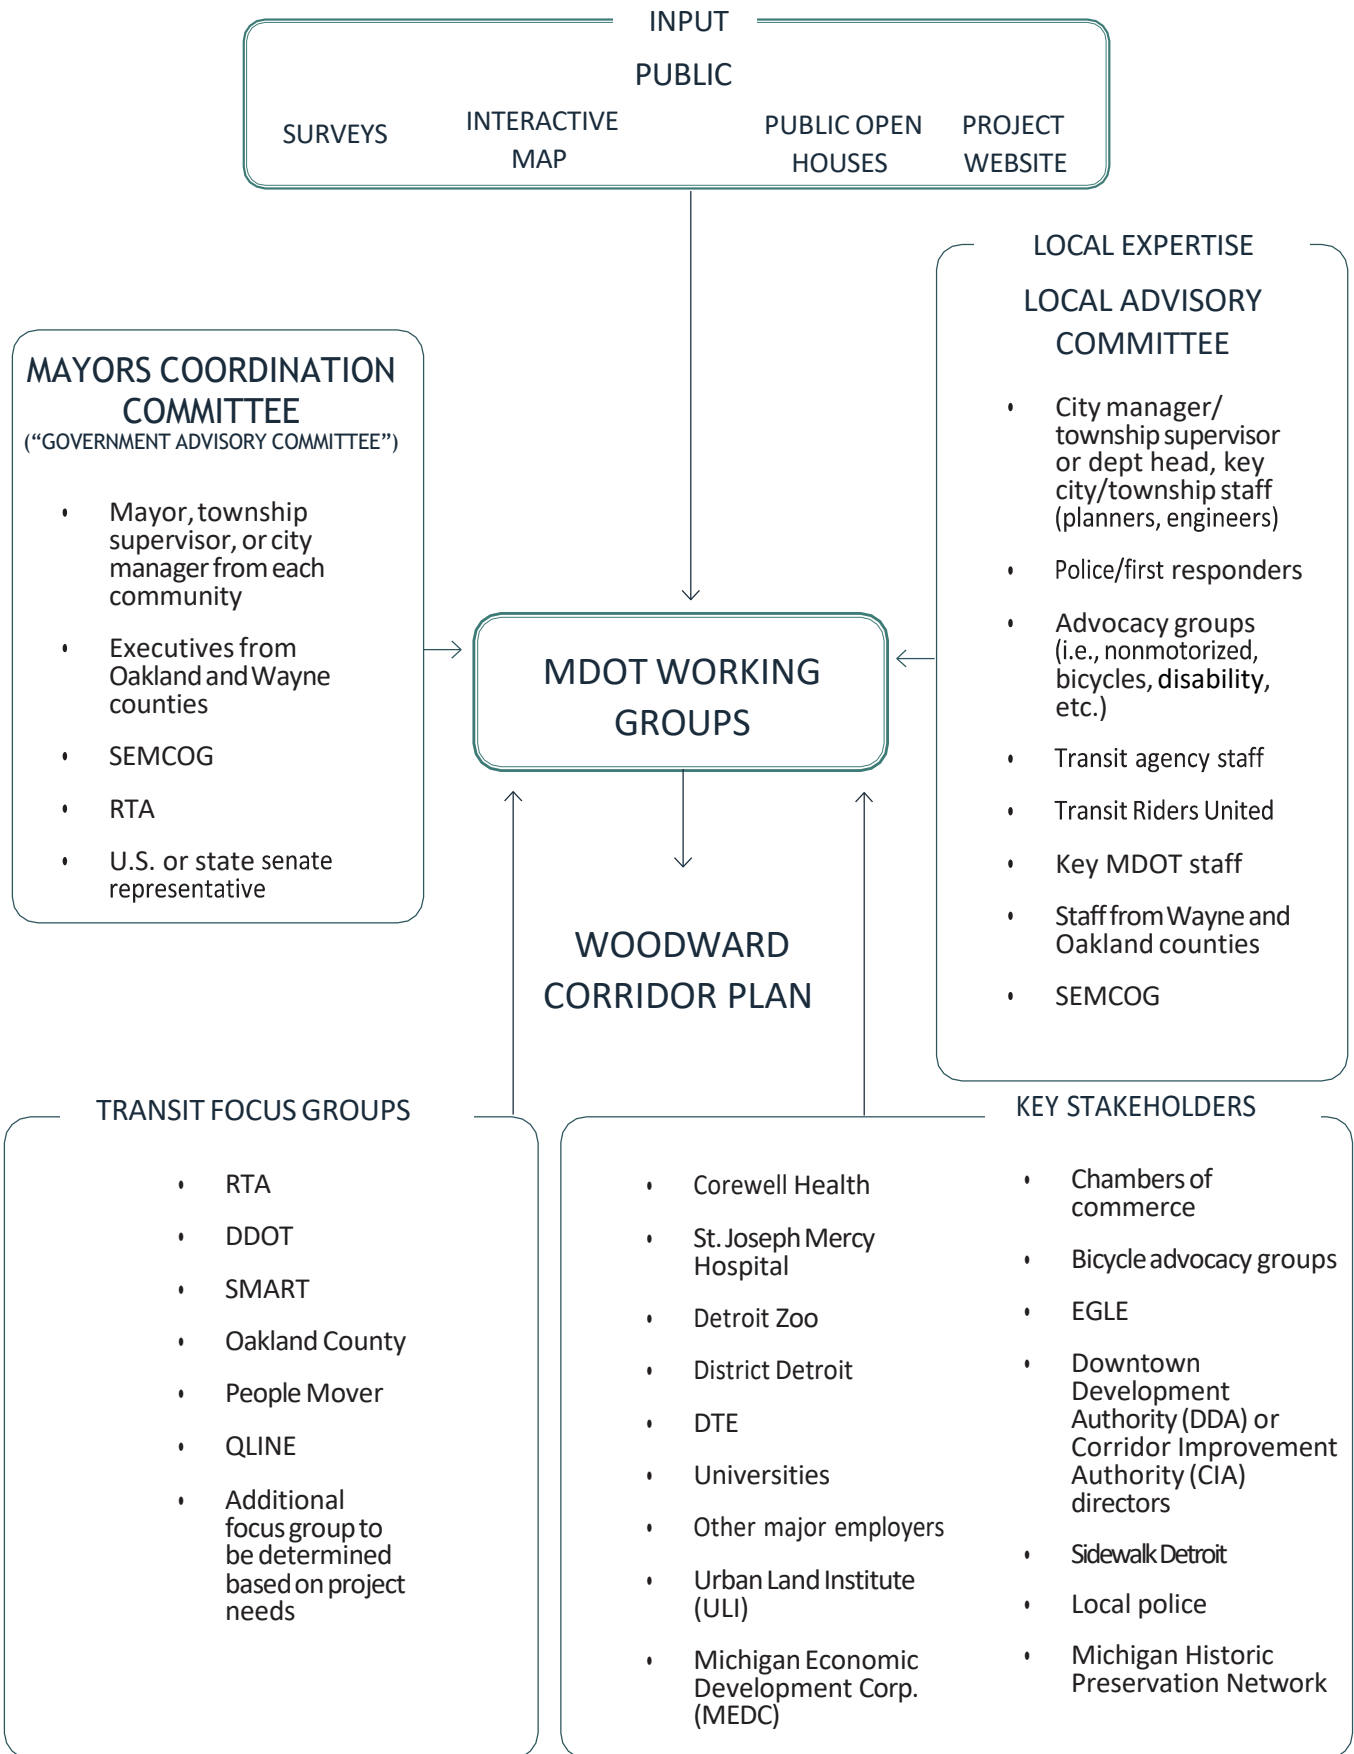 INPUT
PUBLIC
SURVEYS
INTERACTIVE
MAP
PUBLIC OPEN
HOUSES
PROJECT
WEBSITE
MAYORS COORDINATION
COMMITTEE
(“GOVERNMENT ADVISORY COMMITTEE”)
• Mayor, township
supervisor, or city
manager from each
community
• Executives from
Oakland and Wayne
counties
• SEMCOG
• RTA
• U.S. or state senate
representative
MDOT WORKING
GROUPS
WOODWARD
CORRIDOR PLAN
LOCAL EXPERTISE
LOCAL ADVISORY
COMMITTEE
• City manager/
township supervisor
or dept head, key
city/township staff
(planners, engineers)
• Police/first responders
• Advocacy groups
(i.e., nonmotorized,
bicycles, disability,
etc.)
• Transit agency staff
• Transit Riders United
• Key MDOT staff
• Staff from Wayne and
Oakland counties
• SEMCOG
TRANSIT FOCUS GROUPS
• RTA
• DDOT
• SMART
• Oakland County
• People Mover
• QLINE
• Additional
focus group to
be determined
based on project
needs
KEY STAKEHOLDERS
• Corewell Health
• St. Joseph Mercy
Hospital
• Detroit Zoo
• District Detroit
• DTE
• Universities
• Other major employers
• Urban Land Institute
(ULI)
• Michigan Economic
Development Corp.
(MEDC)
• Chambers of
commerce
• Bicycle advocacy groups
• EGLE
• Downtown
Development
Authority (DDA) or
Corridor Improvement
Authority (CIA)
directors
• Sidewalk Detroit
• Local police
• Michigan Historic
Preservation Network